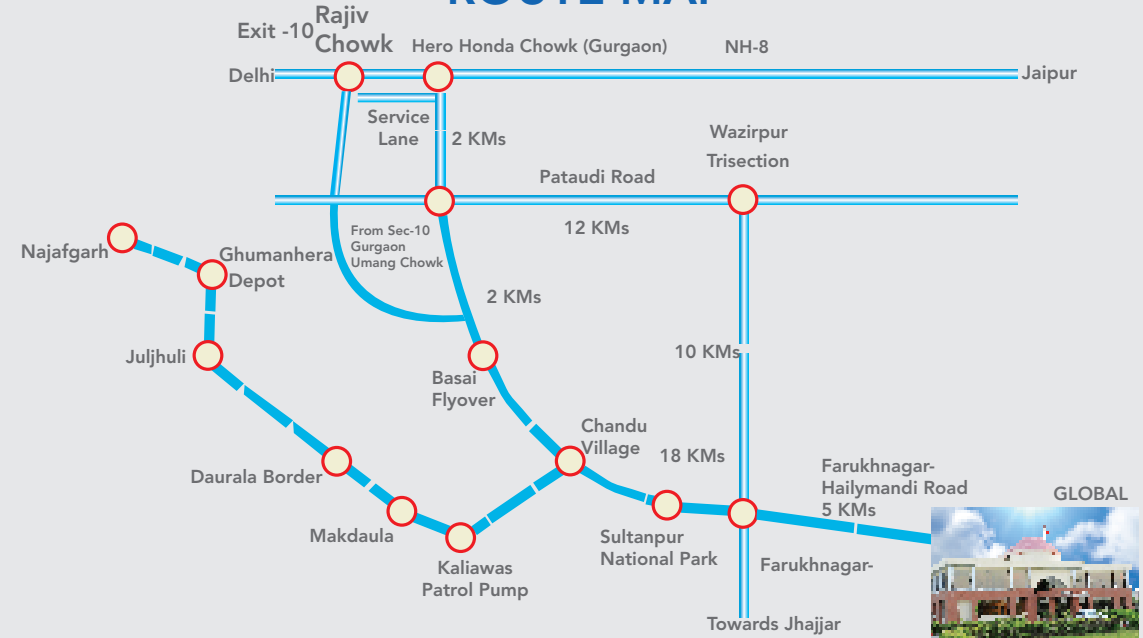 ROUTE MAP
Exit -10
Rajiv
Chowk
Hero Honda Chowk (Gurgaon)
NH-8
Delhi
Jaipur
Service
Lane
2 KMs
Wazirpur
Trisection
Pataudi Road
12 KMs
From Sec-10
Gurgaon
Umang Chowk
Najafgarh
Ghumanhera
Depot
2 KMs
Juljhuli
10 KMs
Basai
Flyover
Chandu
Village
18 KMs
Daurala Border
Farukhnagar-
Hailymandi Road
5 KMs
GLOBAL
Makdaula
Sultanpur
National Park
Kaliawas
Patrol Pump
Farukhnagar-
Towards Jhajjar